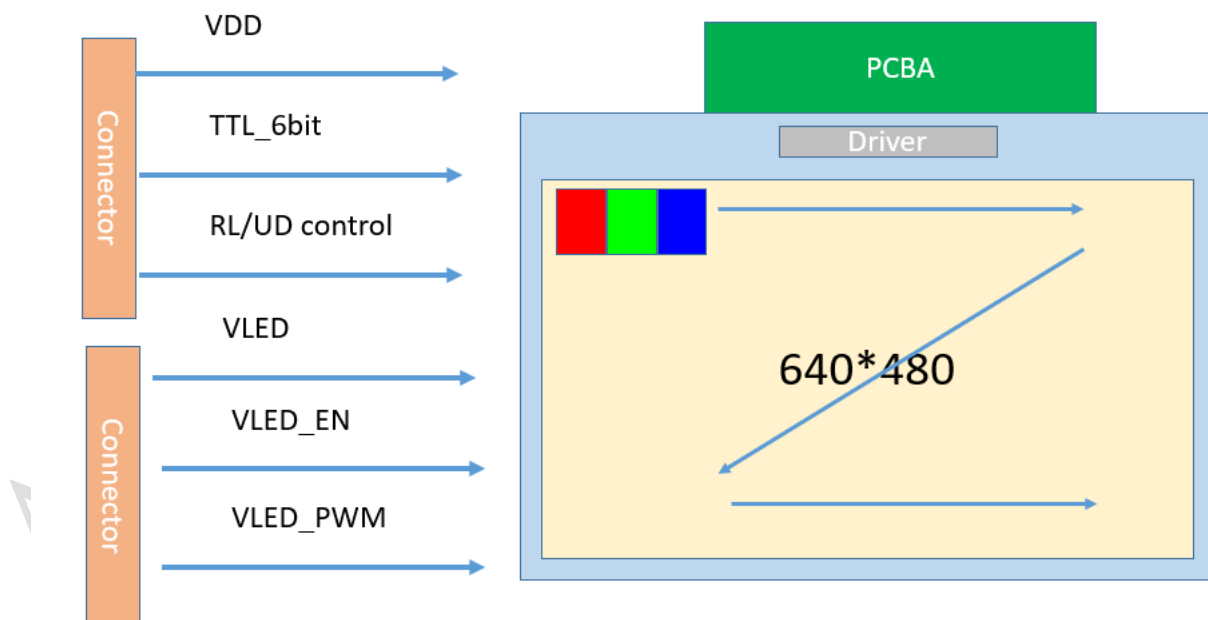 VDD
Connector
TTL_6bit
RL/UD control
VLED
Connector
VLED_EN
VLED_PWM
PCBA
Driver
640*480